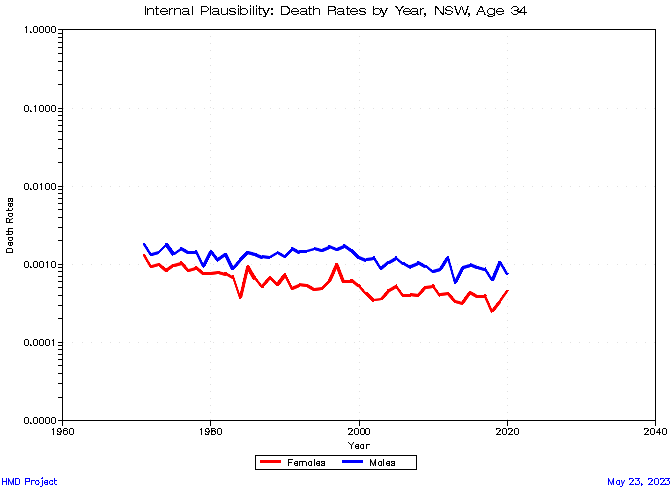 Internal Plausibility: Death Rates by Year, NSW, Age 34
1.0000
0.1000
0.0100
0.0010
0.0001
0.0000
Death Rates
1960 1980 2000 2020 2040
Year
Females Males
HMD Project May 23, 2023